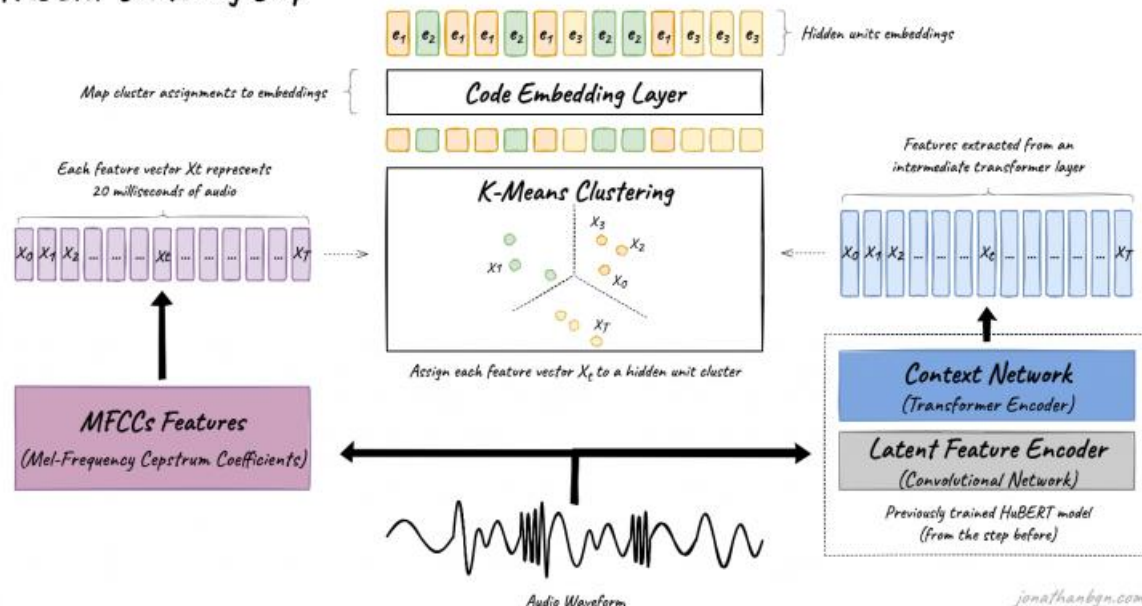 e1 e2 e1 e1 e2 e1 e3 e2 e2 e1 e3 e3 e3
Hidden units embeddings
Map cluster assignments to embeddings
Code Embedding Layer
Each feature vector Xt represents
20 milliseconds of audio
Features extracted from an
intermediate transformer layer
K-Means Clustering
X3
X2
X1
X0
XT
X0 X1 X2 ... ... ... Xt ... ... ... ... ... XT
X0 X1 X2 ... ... ... Xt ... ... ... ... ... XT
Assign each feature vector Xt to a hidden unit cluster
MFCCs Features
(Mel-Frequency Cepstrum Coefficients)
Context Network
(Transformer Encoder)
Latent Feature Encoder
(Convolutional Network)
Previously trained HuBERT model
(from the step before)
Audio Waveform
jonathanbgn.com